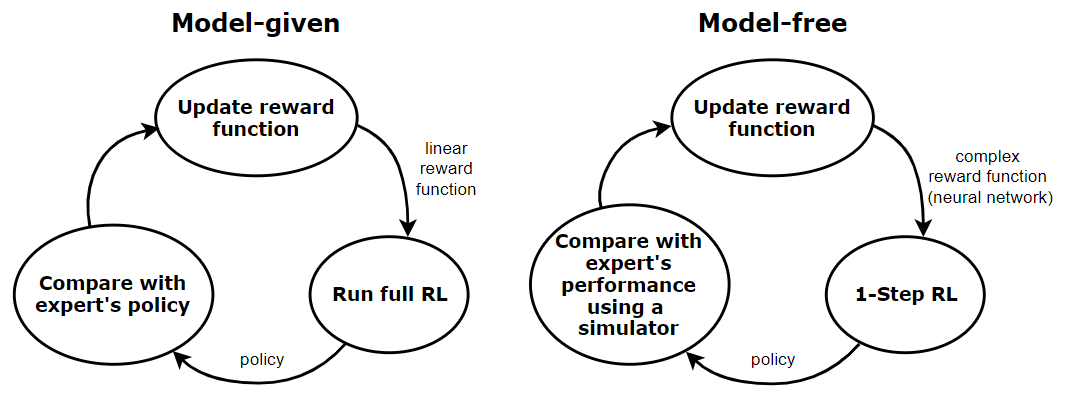 Model-given
Update reward
function
linear
reward
function
Compare with
expert's policy
Run full RL
policy
Model-free
Update reward
function
complex
reward function
(neural network)
Compare with
expert's
performance
using a
simulator
1-Step RL
policy